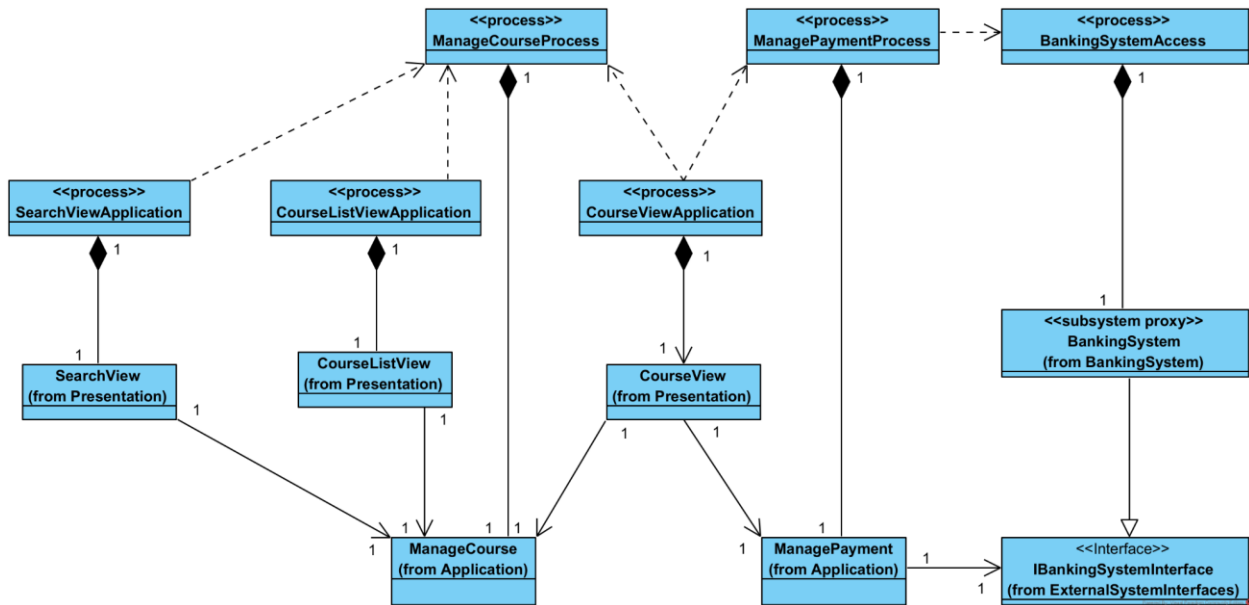 <<process>>
ManageCourseProcess
1
<<process>>
ManagePaymentProcess
1
<<process>>
BankingSystemAccess
1
<<process>>
SearchViewApplication
1
<<process>>
CourseListViewApplication
1
<<process>>
CourseViewApplication
1
1
SearchView
(from Presentation)
1
1
CourseListView
(from Presentation)
1
1
CourseView
(from Presentation)
1
1
1
<<subsystem proxy>>
BankingSystem
(from BankingSystem)
1
1
1
1
ManageCourse
(from Application)
1
1
ManagePayment
(from Application)
1
1
<<Interface>>
IBankingSystemInterface
(from ExternalSystemInterfaces)